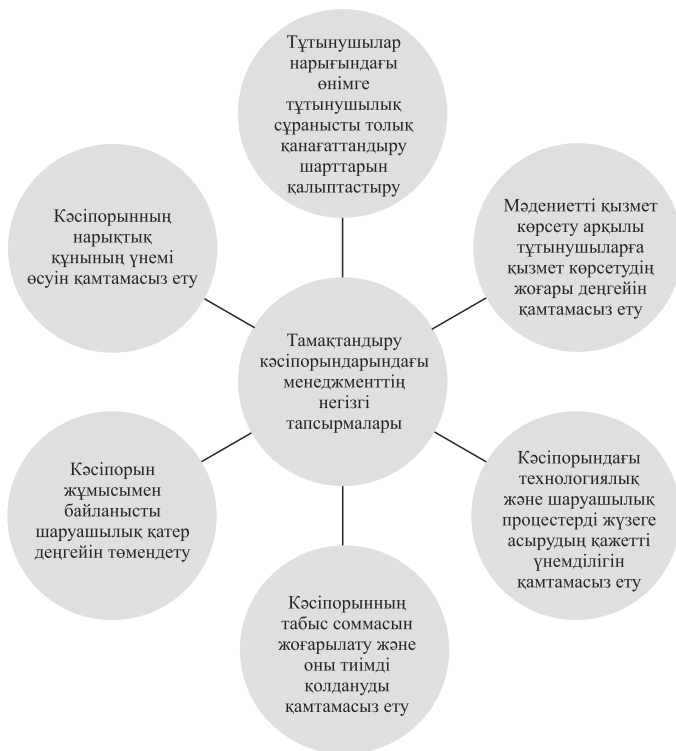 Тұтынушылар
нарығындағы
өнімге
тұтынушылық
сұранысты толық
қанағаттандыру
шарттарын
қалыптастыру
Кәсіпорынның
нарықтық
құнының үнемі
өсуін қамтамасыз ету
Мәдениетті қызмет
көрсету арқылы
тұтынушыларға
қызмет көрсетудің
жоғары деңгейін
қамтамасыз ету
Тамақтандыру
кәсіпорындарындағы
менеджменттің
негізгі
тапсырмалары
Кәсіпорын
жұмысымен
байланысты
шаруашылық қатер
деңгейін төмендету
Кәсіпорындағы
технологиялық
және шаруашылық
процестерді жүзеге
асырудың қажетті
үнемділігін
қамтамасыз ету
Кәсіпорынның
табыс соммасын
жоғарылату және
оны тиімді
қолдануды
қамтамасыз ету